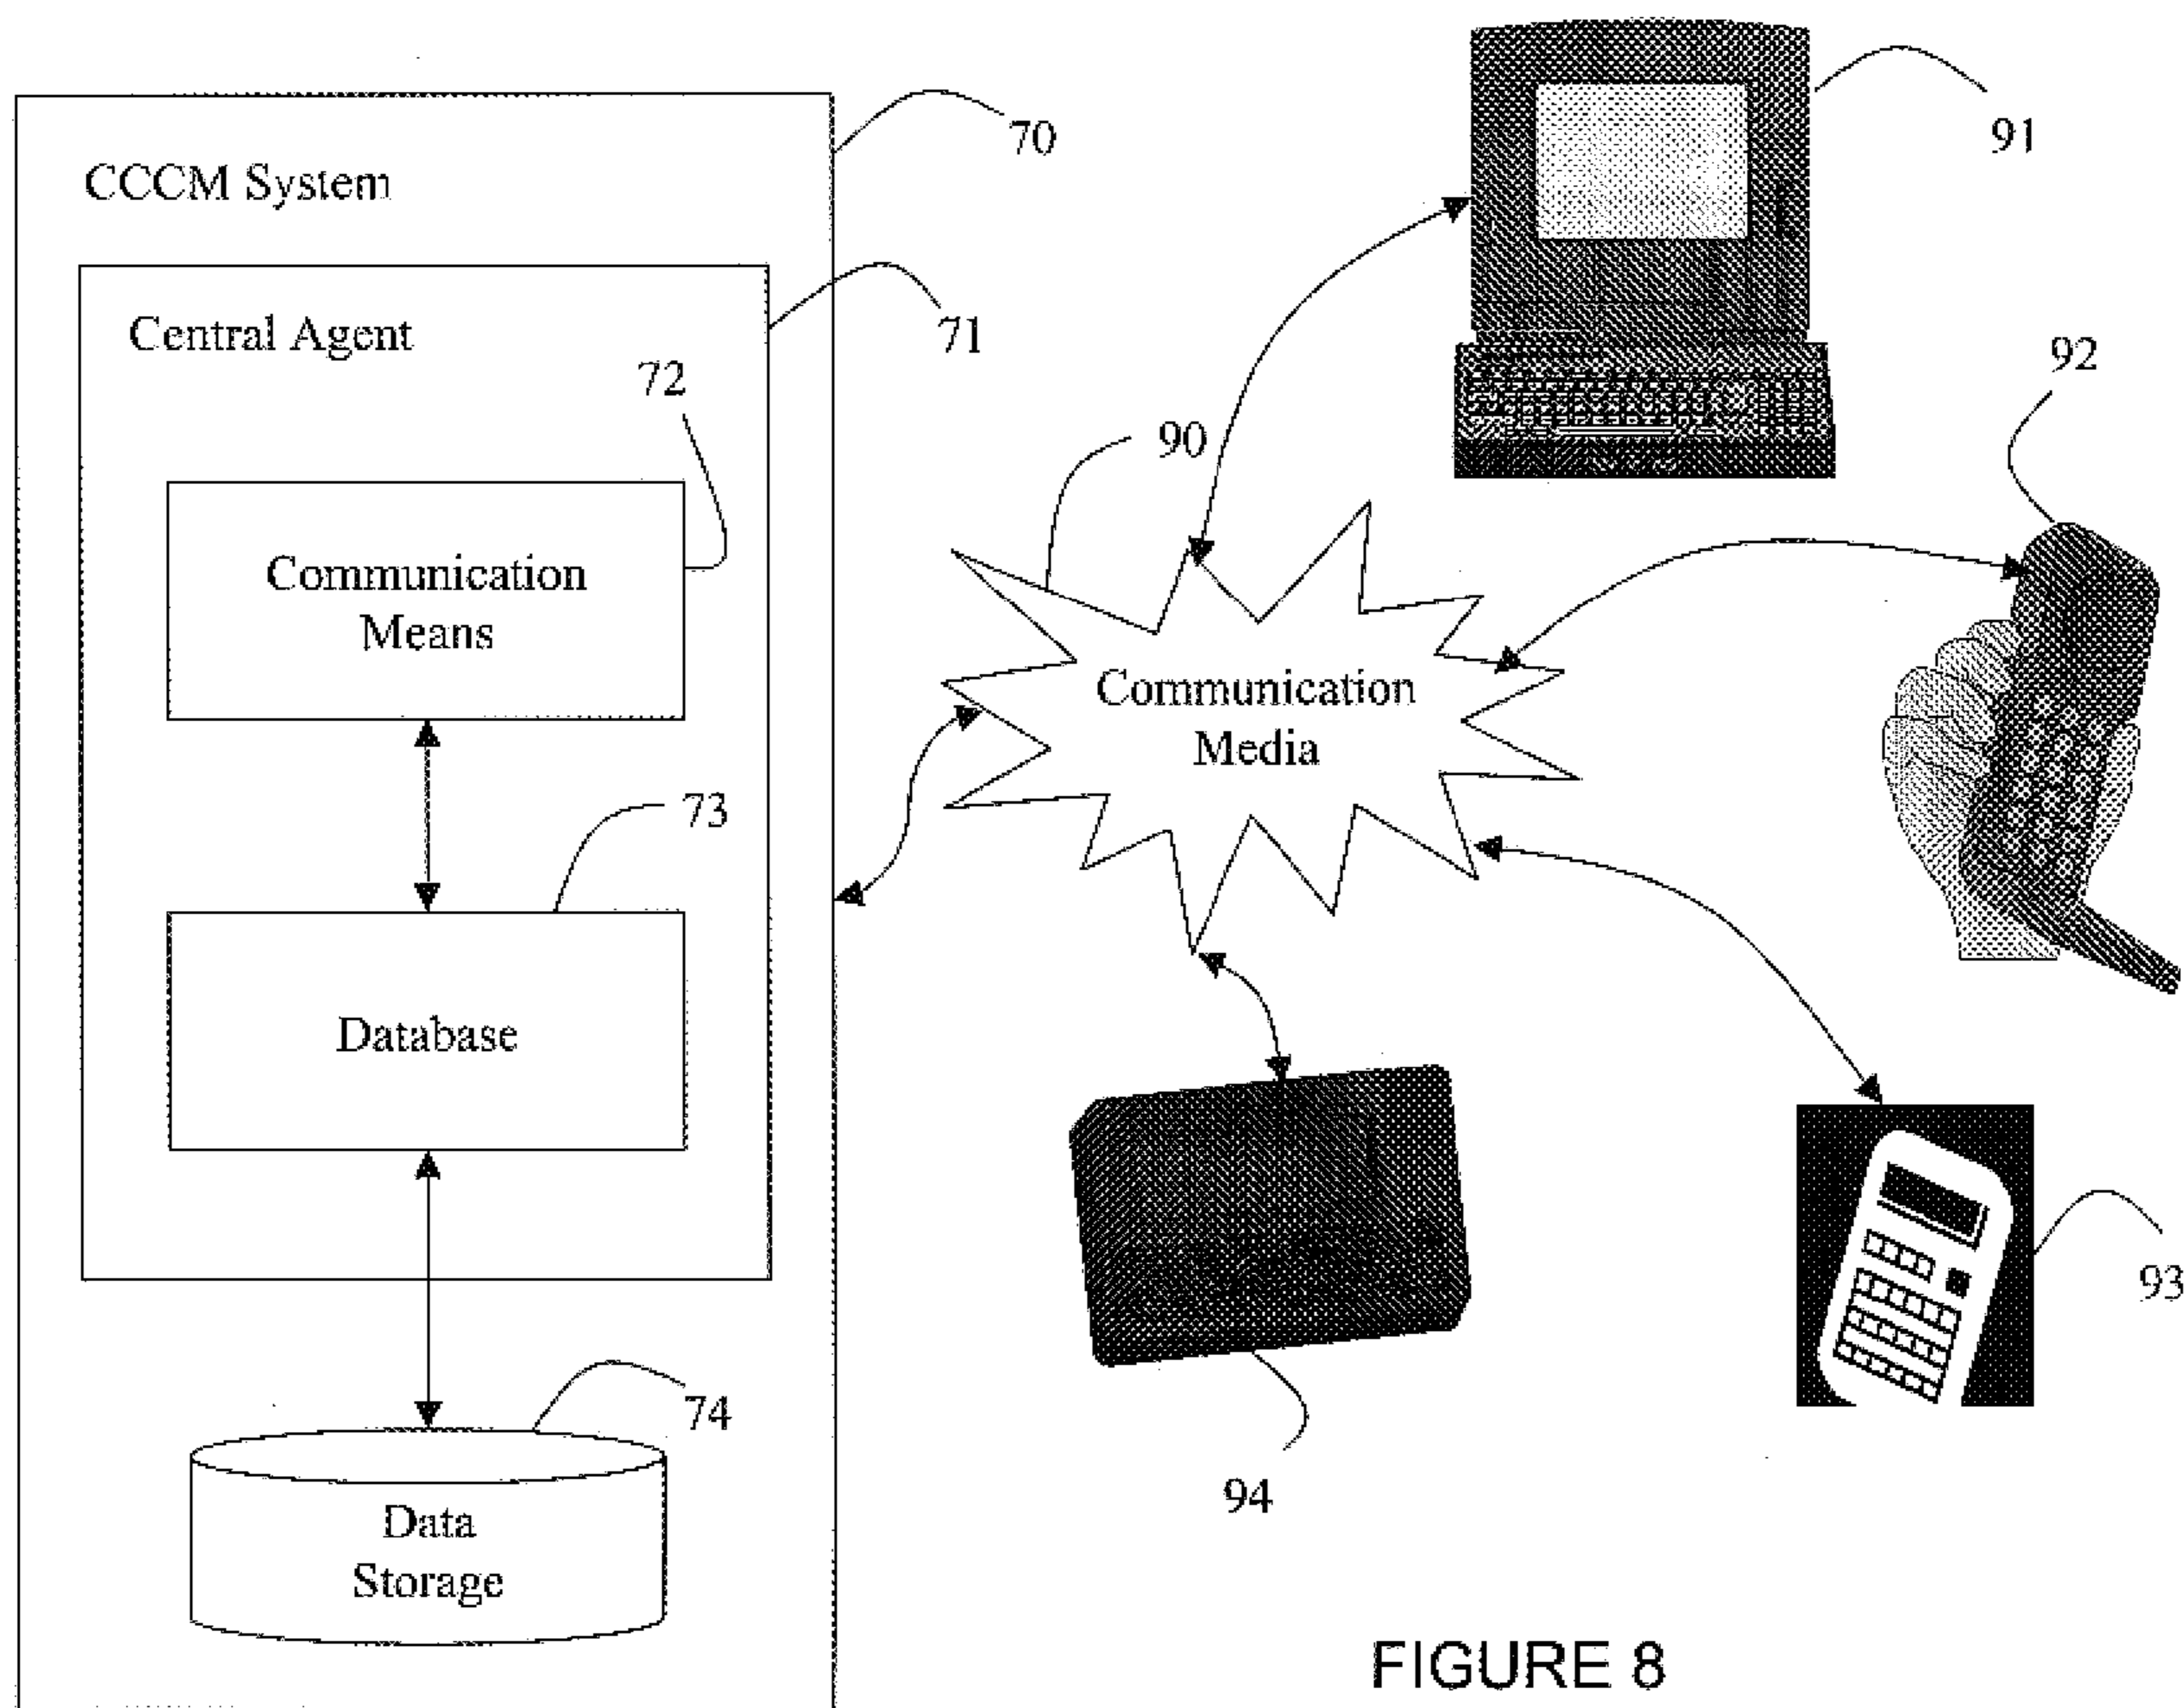 CCCM System
70
Central Agent
71
72
Communication
Means
73
Database
74
Data
Storage
90
Communication
Media
91
92
93
94
FIGURE 8